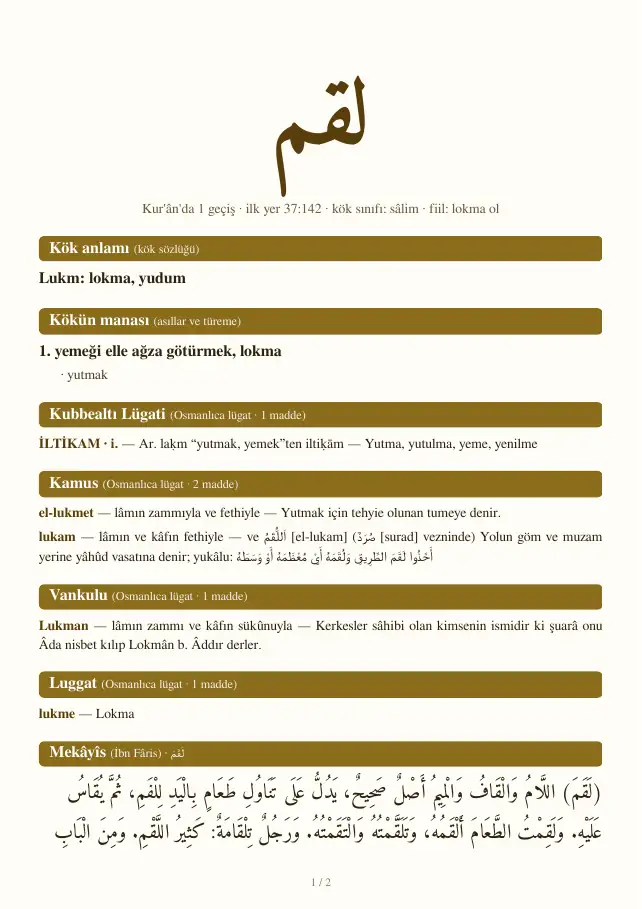 لقم
Kur'ân'da 1 geçiş · ilk yer 37:142 · kök sınıfı: sâlim · fiil: lokma ol
Kök anlamı (kök sözlüğü)
Lukm: lokma, yudum
Kökün manası (asıllar ve türeme)
1. yemeği elle ağza götürmek, lokma
· yutmak
Kubbealtı Lügati (Osmanlıca lügat · 1 madde)
İLTİKAM · i. — Ar. laḳm “yutmak, yemek”ten iltiḳām — Yutma, yutulma, yeme, yenilme
Kamus (Osmanlıca lügat · 2 madde)
el-lukmet — lâmın zammıyla ve fethiyle — Yutmak için tehyie olunan tumeye denir.
lukam — lâmın ve kâfın fethiyle — ve اَللُّقَمُ [el-lukam] (صُرَدٌ [surad] vezninde) Yolun göm ve muzam
yerine yâhûd vasatına denir; yukâlu: أَخَذُوا لَقَمَ الطَّرِيقِ وَلُقَمَهُ أَيْ مُعْظَمَهُ أَوْ وَسَطَهُ
Vankulu (Osmanlıca lügat · 1 madde)
Lukman — lâmın zammı ve kâfın sükûnuyla — Kerkesler sâhibi olan kimsenin ismidir ki şuarâ onu
Âda nisbet kılıp Lokmân b. Âddır derler.
Luggat (Osmanlıca lügat · 1 madde)
lukme — Lokma
Mekâyîs (İbn Fâris) · لَقَمَ
(لَقَمَ) اللَّامُ وَالْقَافُ وَالْمِيمُ أَصْلٌ صَحِيحٌ، يَدُلُّ عَلَى تَنَاوُلِ طَعَامٍ بِالْيَدِ لِلْفَمِ، ثُمَّ يُقَاسُ
عَلَيْهِ. وَلَقِمْتُ الطَّعَامَ أَلْقَمُهُ، وَتَلَقَّمْتُهُ وَالْتَقَمْتُهُ. وَرَجُلٌ تِلْقَامَةٌ: كَثِيرُ اللَّقْمِ. وَمِنَ الْبَابِ
1 / 2